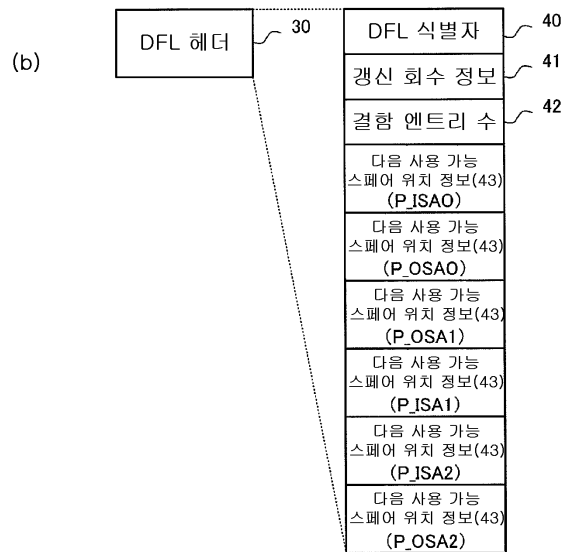 (b)
DFL 헤더
30
DFL 식별자
40
갱신 회수 정보
41
결함 엔트리 수
42
다음 사용 가능
스페어 위치 정보(43)
(P_ISA0)
다음 사용 가능
스페어 위치 정보(43)
(P_OSA0)
다음 사용 가능
스페어 위치 정보(43)
(P_OSA1)
다음 사용 가능
스페어 위치 정보(43)
(P_ISA1)
다음 사용 가능
스페어 위치 정보(43)
(P_ISA2)
다음 사용 가능
스페어 위치 정보(43)
(P_OSA2)